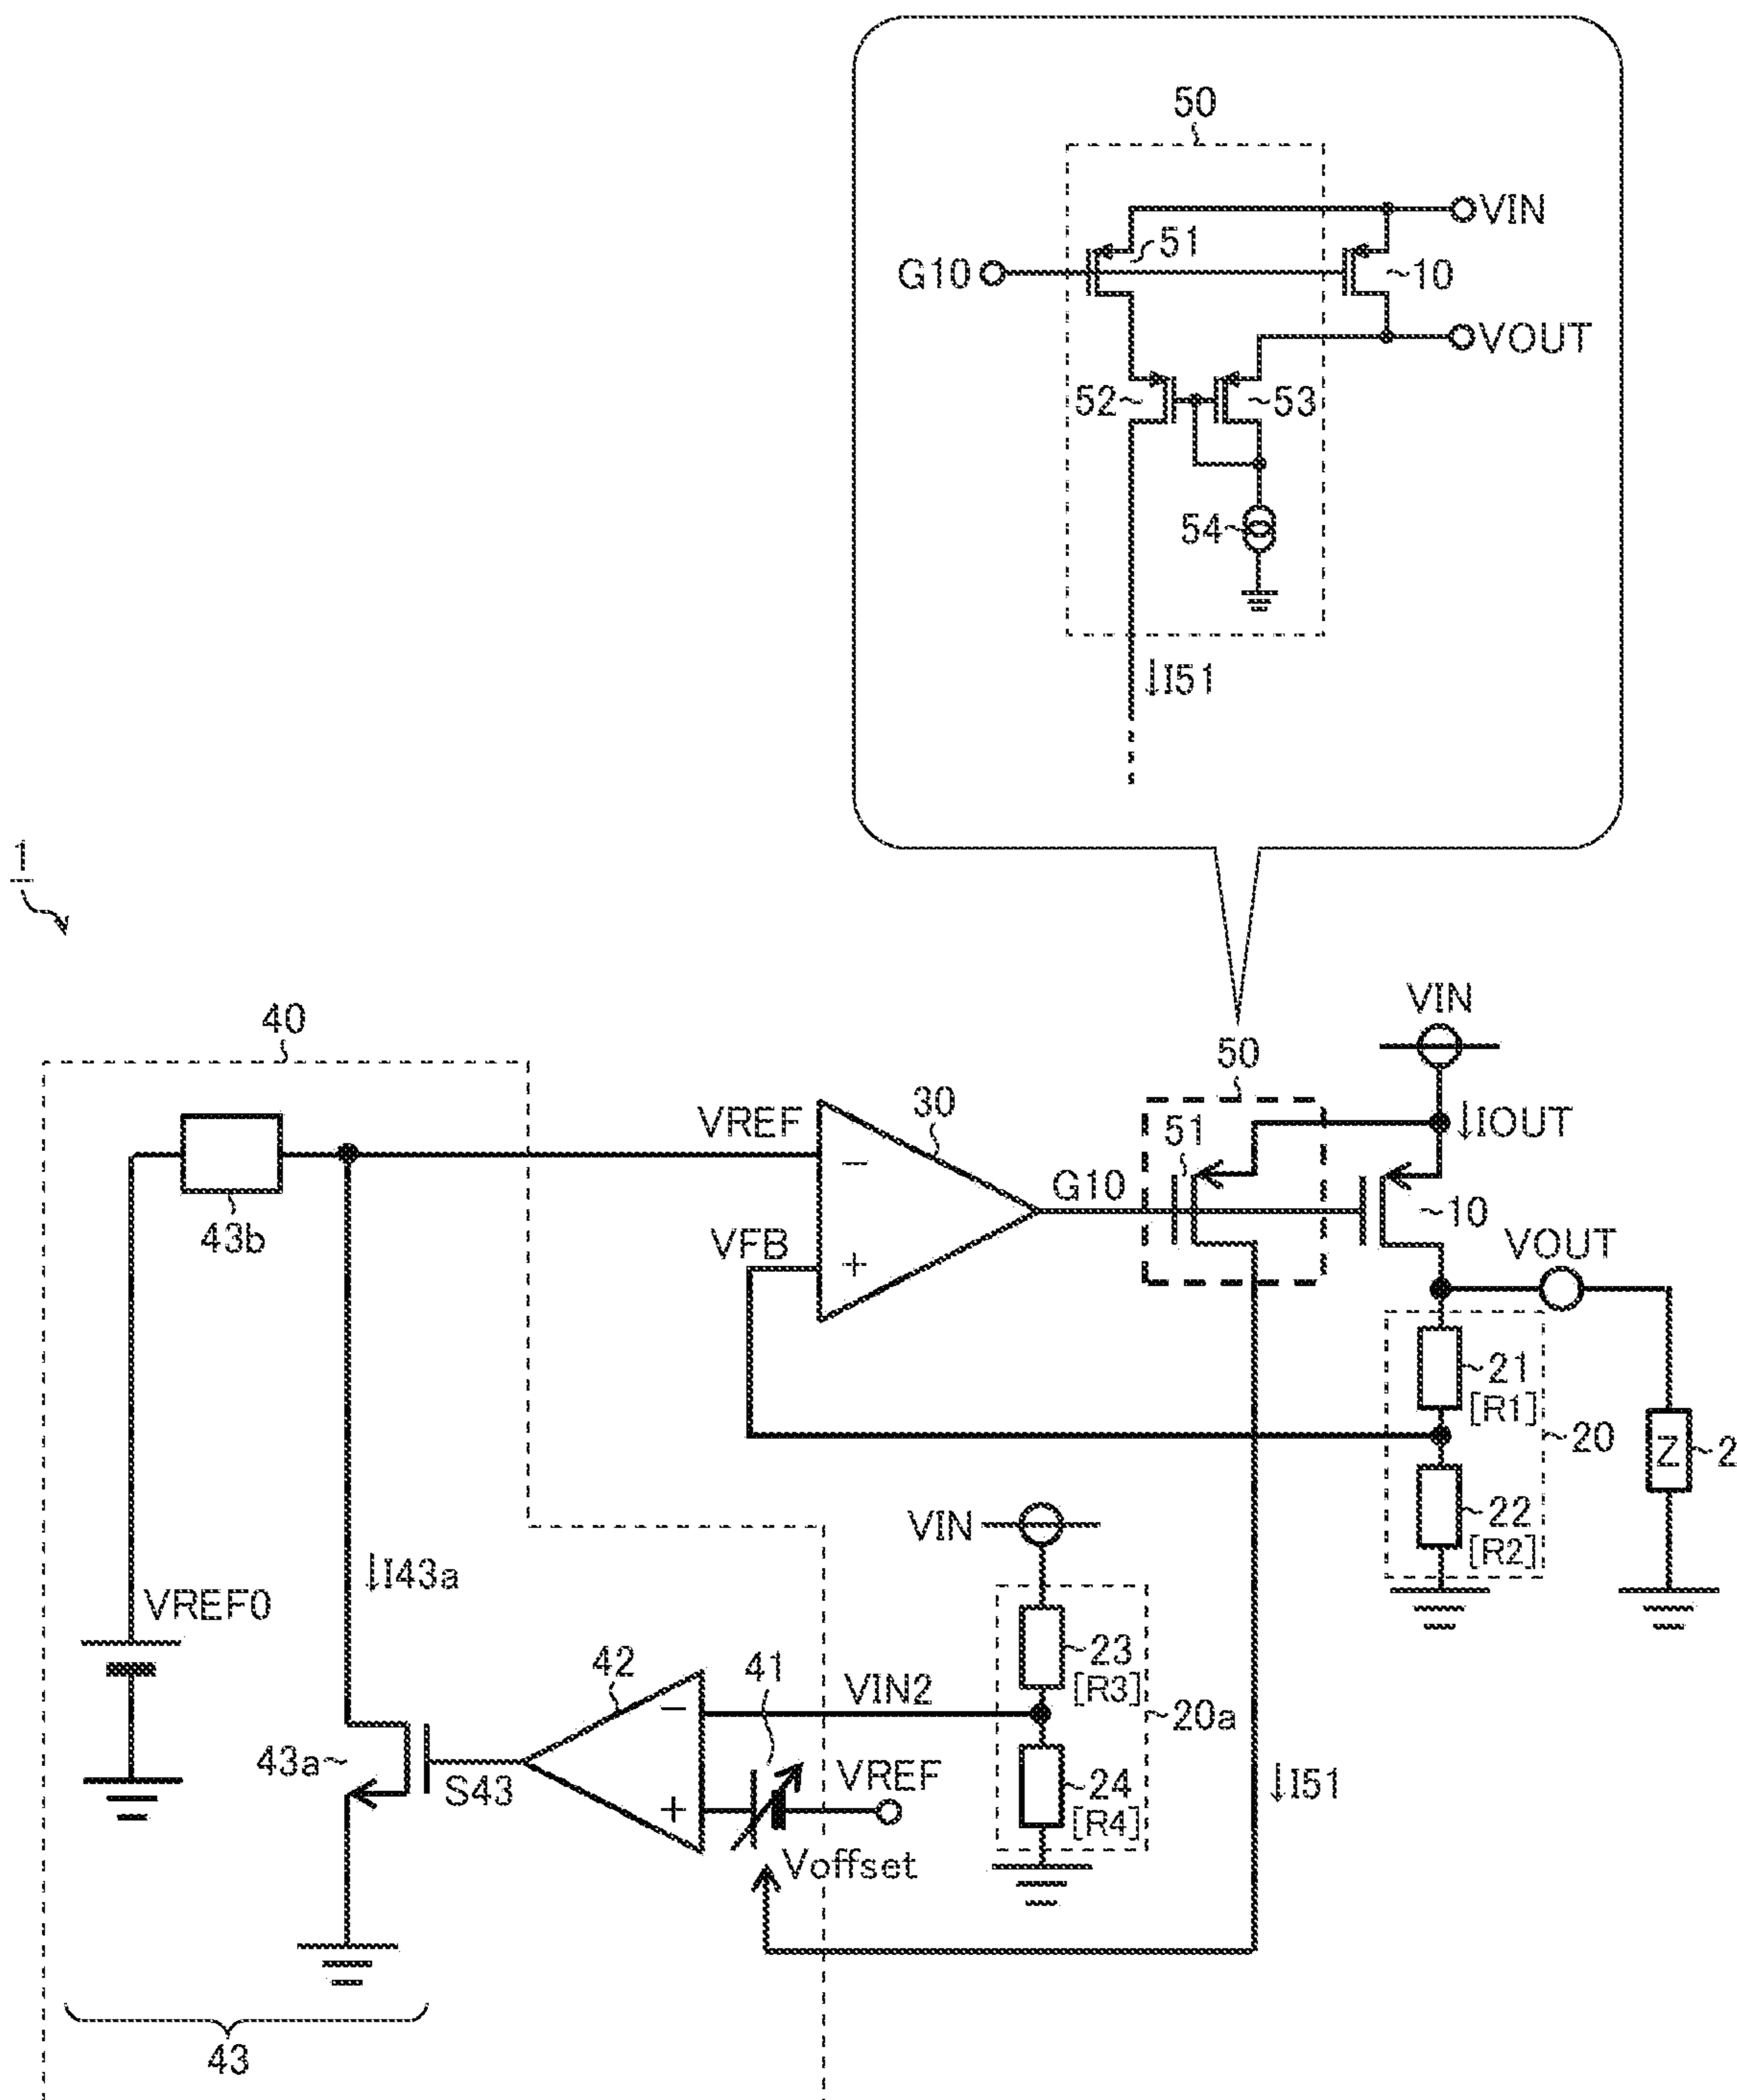 50
VIN
51
G10
10
VOUT
52
53
54
↓I51
1
VIN
40
50
30
VREF
51
↓IOUT
−
G10
10
43b
VFB
VOUT
+
21
[R1]
20
Z
2
VIN
22
[R2]
↓I43a
VREF0
42
41
23
[R3]
VIN2
−
20a
43a
S43
VREF
24
[R4]
↓I51
+
Voffset
43